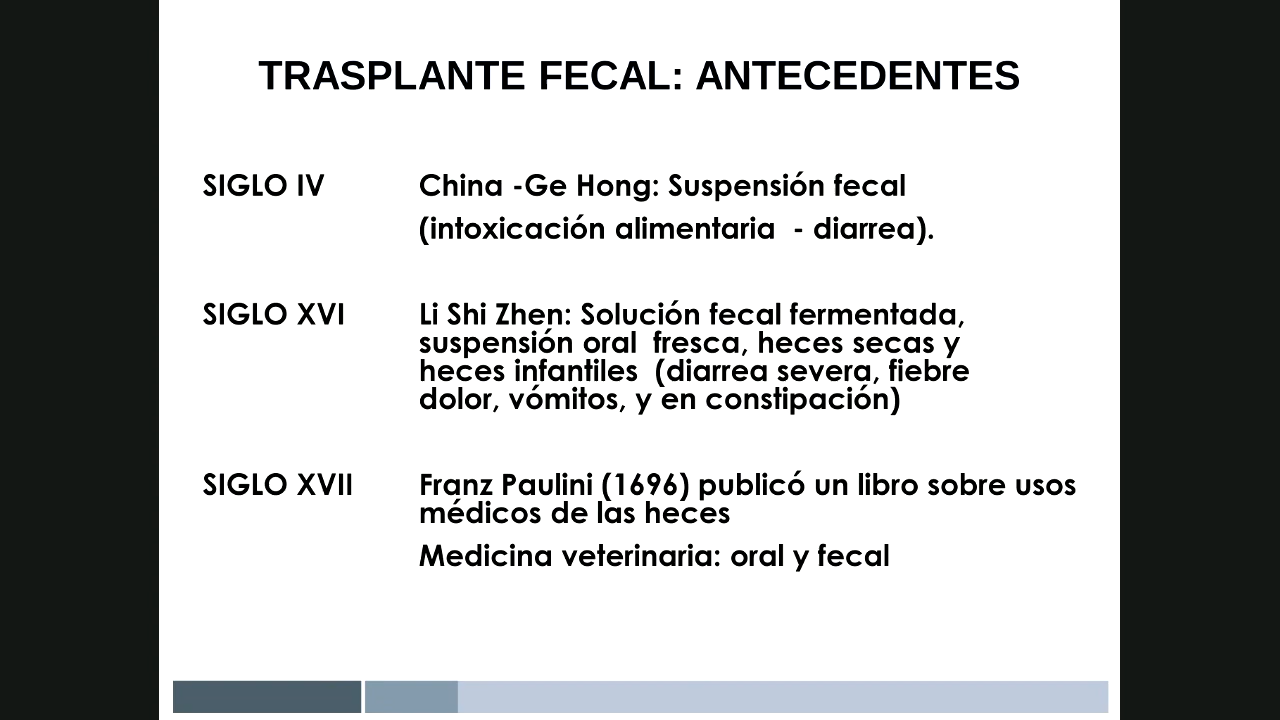 TRASPLANTE FECAL: ANTECEDENTES
SIGLO IV China -Ge Hong: Suspensión fecal
(intoxicación alimentaria - diarrea).
SIGLO XVI Li Shi Zhen: Solución fecal fermentada,
suspensión oral fresca, heces secas y
heces infantiles (diarrea severa, fiebre
dolor, vómitos, y en constipación)
SIGLO XVII Franz Paulini (1696) publicó un libro sobre usos
médicos de las heces
Medicina veterinaria: oral y fecal